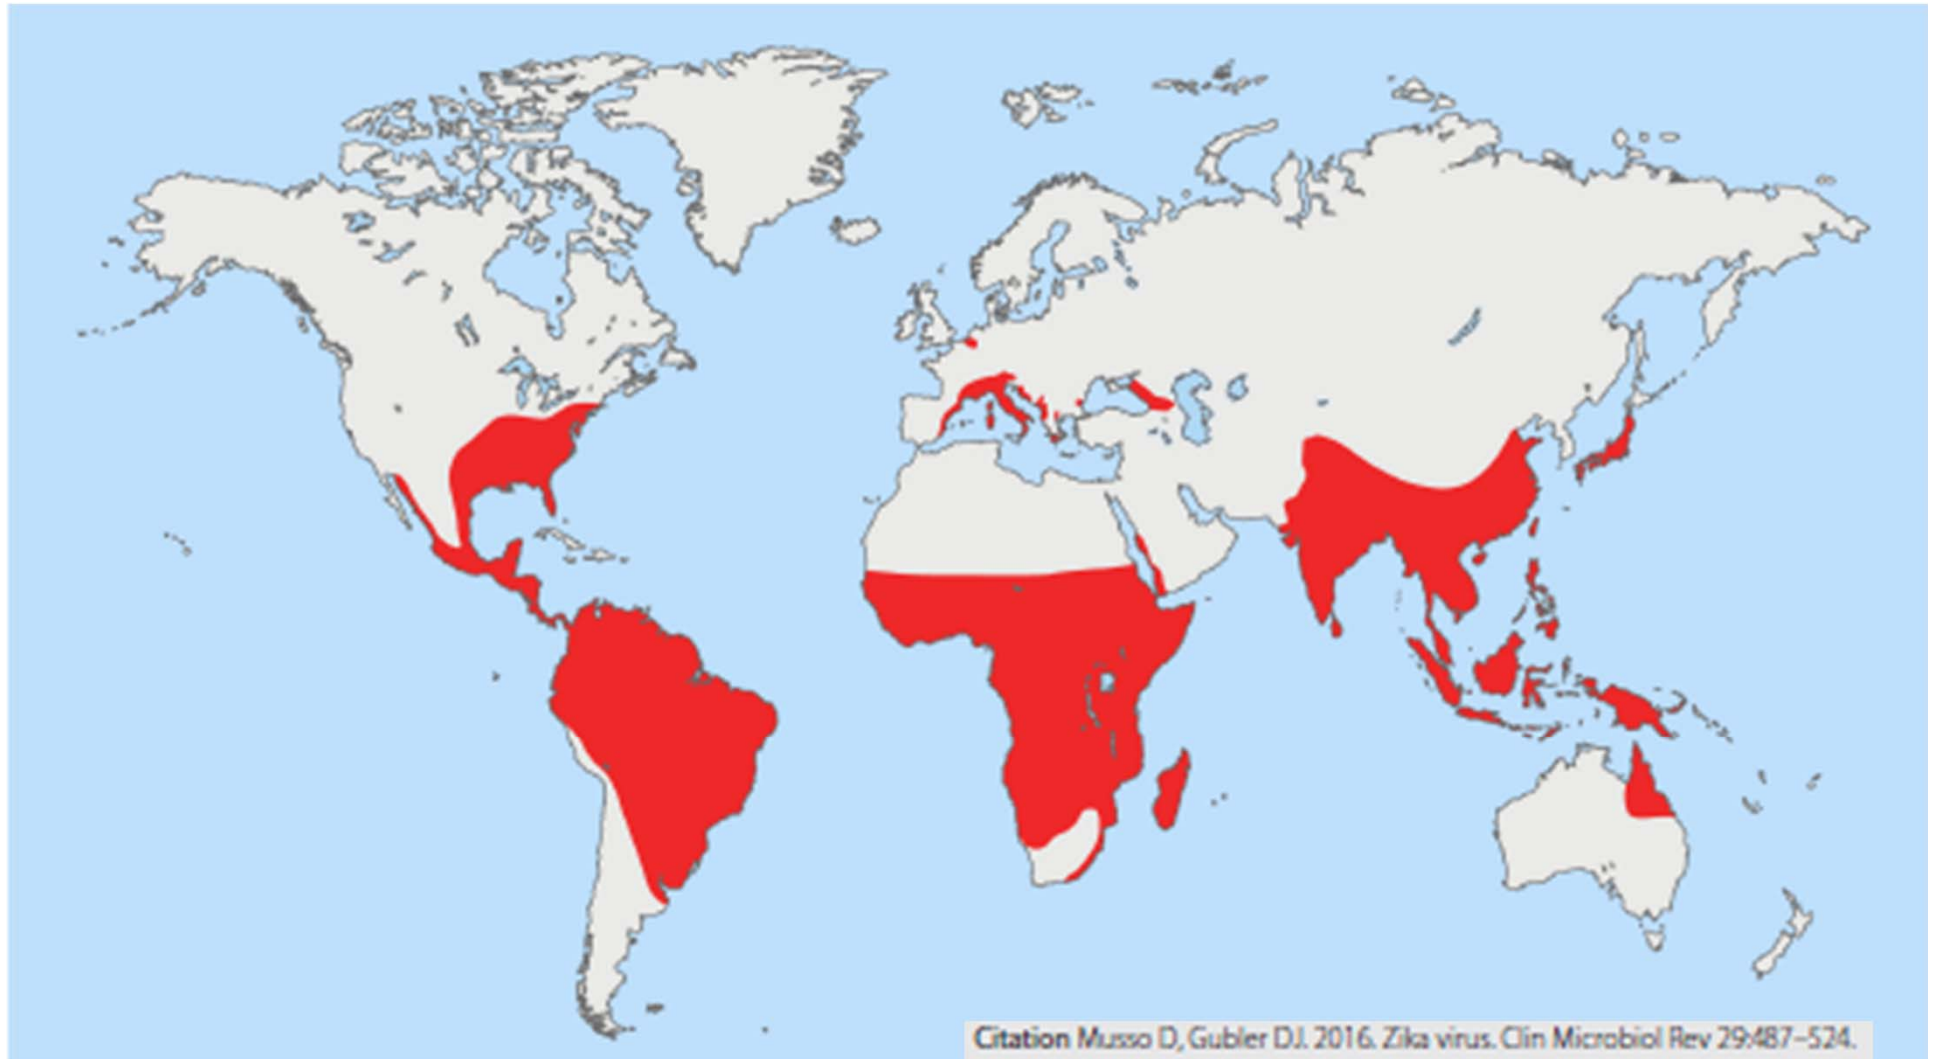 Citation Musso D, Gubler DJ. 2016. Zika virus. Clin Microbiol Rev 29:487–524.